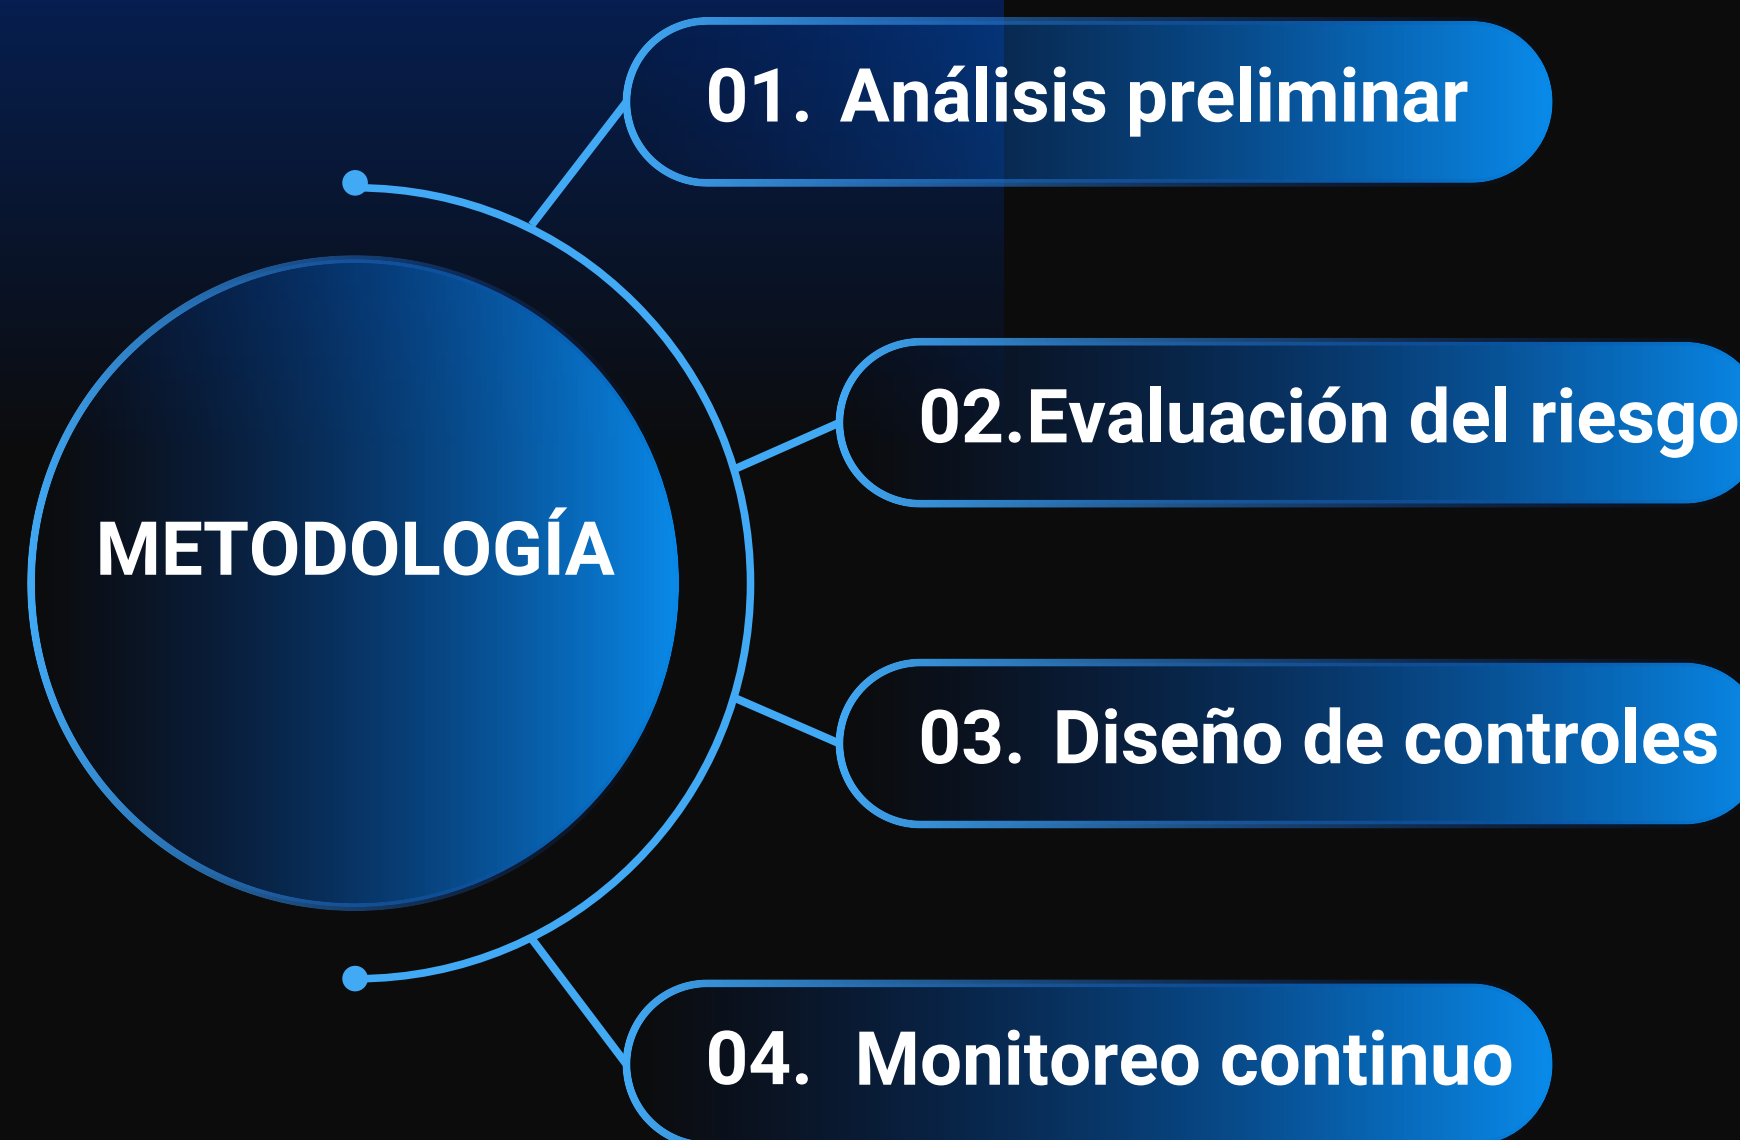 01. Análisis preliminar
02.Evaluación del riesgo
METODOLOGÍA
03. Diseño de controles
04. Monitoreo continuo